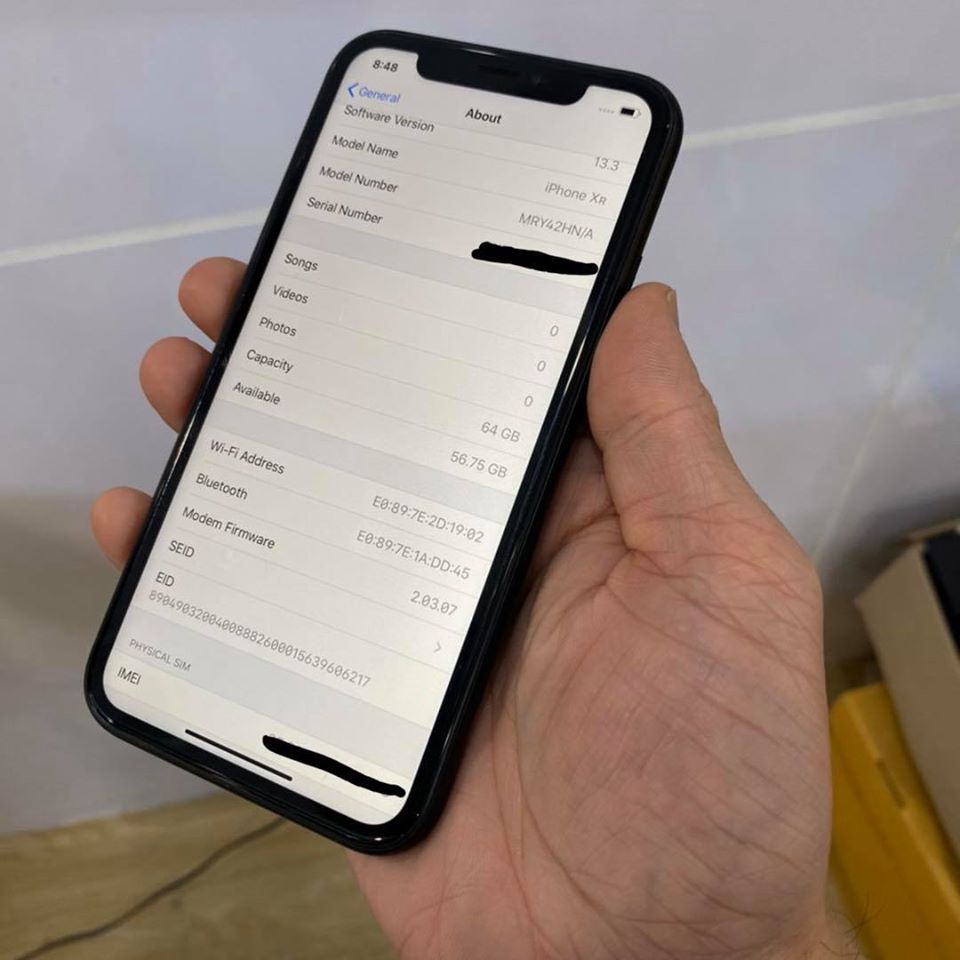 8:48
General
About
Software Version 13.3
Model Name iPhone XR
Model Number MRY42HN/A
Serial Number
Songs 0
Videos 0
Photos 0
Capacity 64 GB
Available 56.75 GB
Wi-Fi Address E0:89:7E:2D:19:02
Bluetooth E0:89:7E:1A:DD:45
Modem Firmware 2.03.07
SEID
EID
89049032004008882600015639606217
PHYSICAL SIM
IMEI